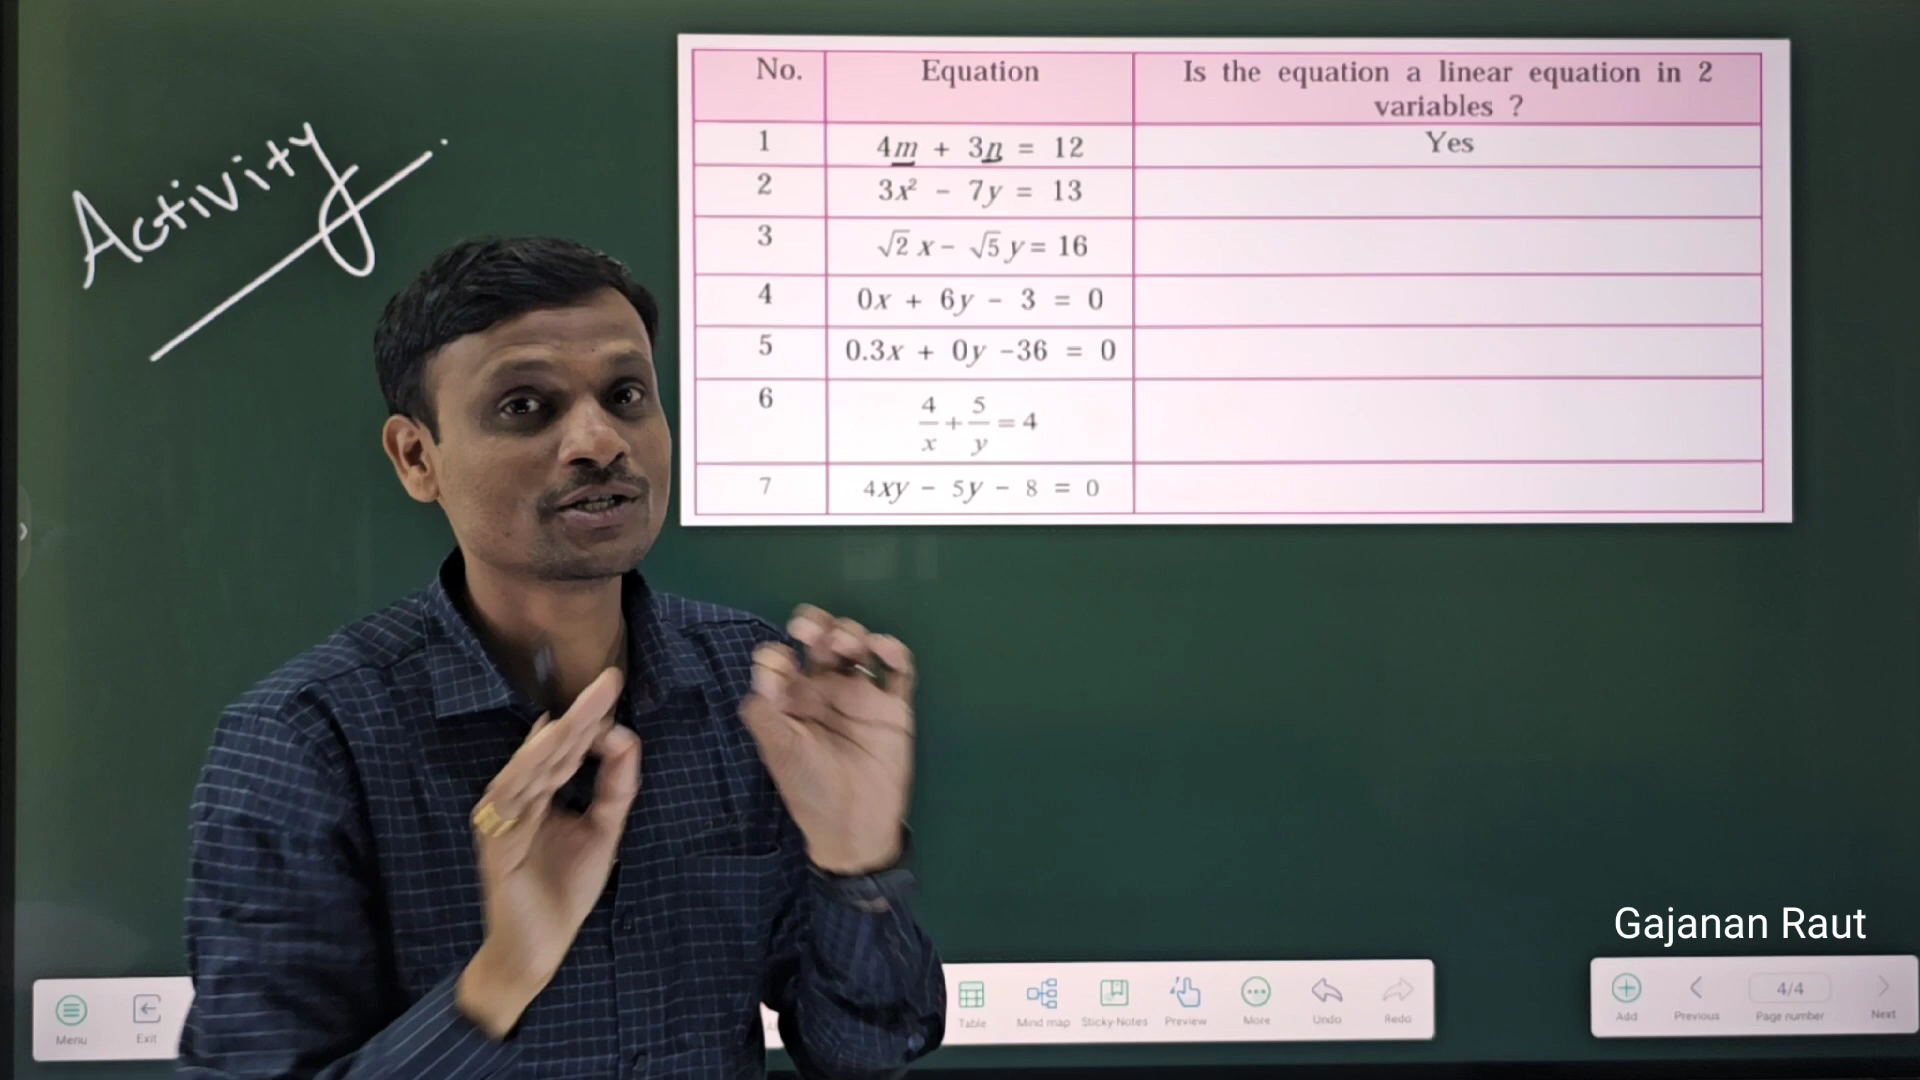 Activity.
No. Equation Is the equation a linear equation in 2 variables ?
1 4m + 3n = 12 Yes
2 3x² - 7y = 13
3 √2 x - √5 y = 16
4 0x + 6y - 3 = 0
5 0.3x + 0y -36 = 0
6 4/x + 5/y = 4
7 4xy - 5y - 8 = 0
Gajanan Raut
Menu Exit Table Mind map Sticky Notes Preview More Undo Redo Add Previous 4/4 Page number Next